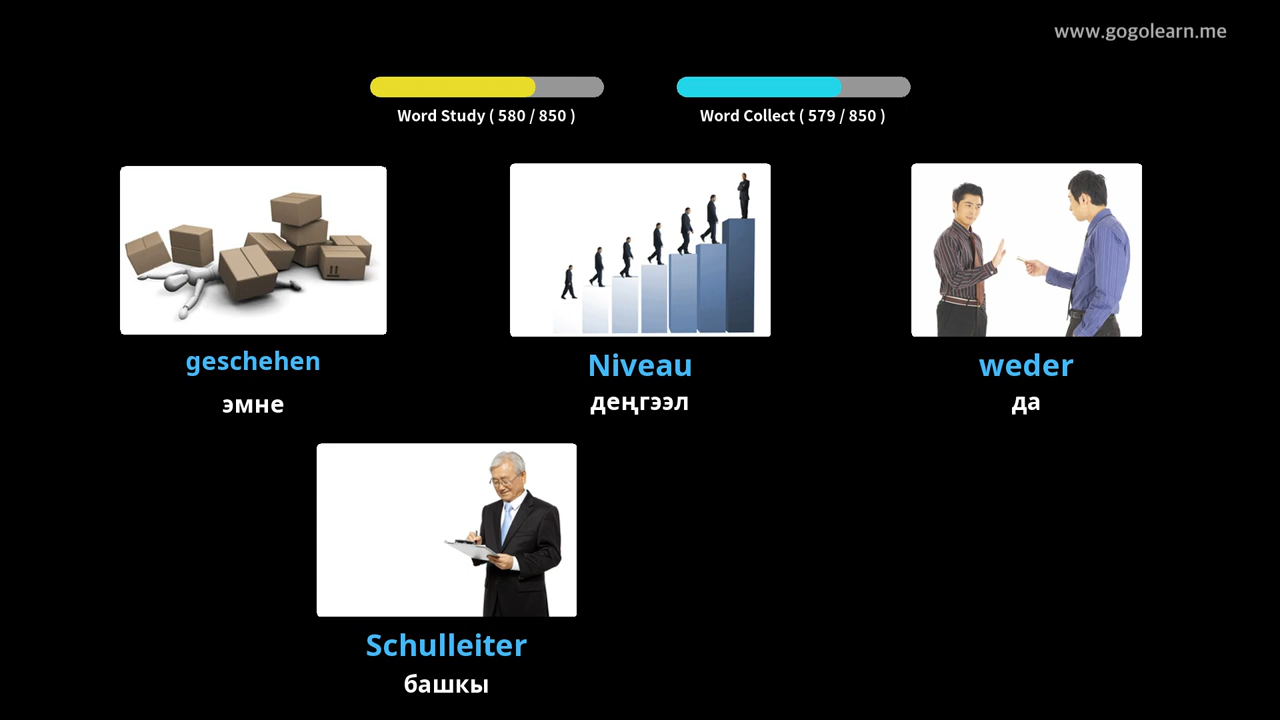 www.gogolearn.me
Word Study ( 580 / 850 )
Word Collect ( 579 / 850 )
geschehen
эмне
Niveau
деңгээл
weder
да
Schulleiter
башкы